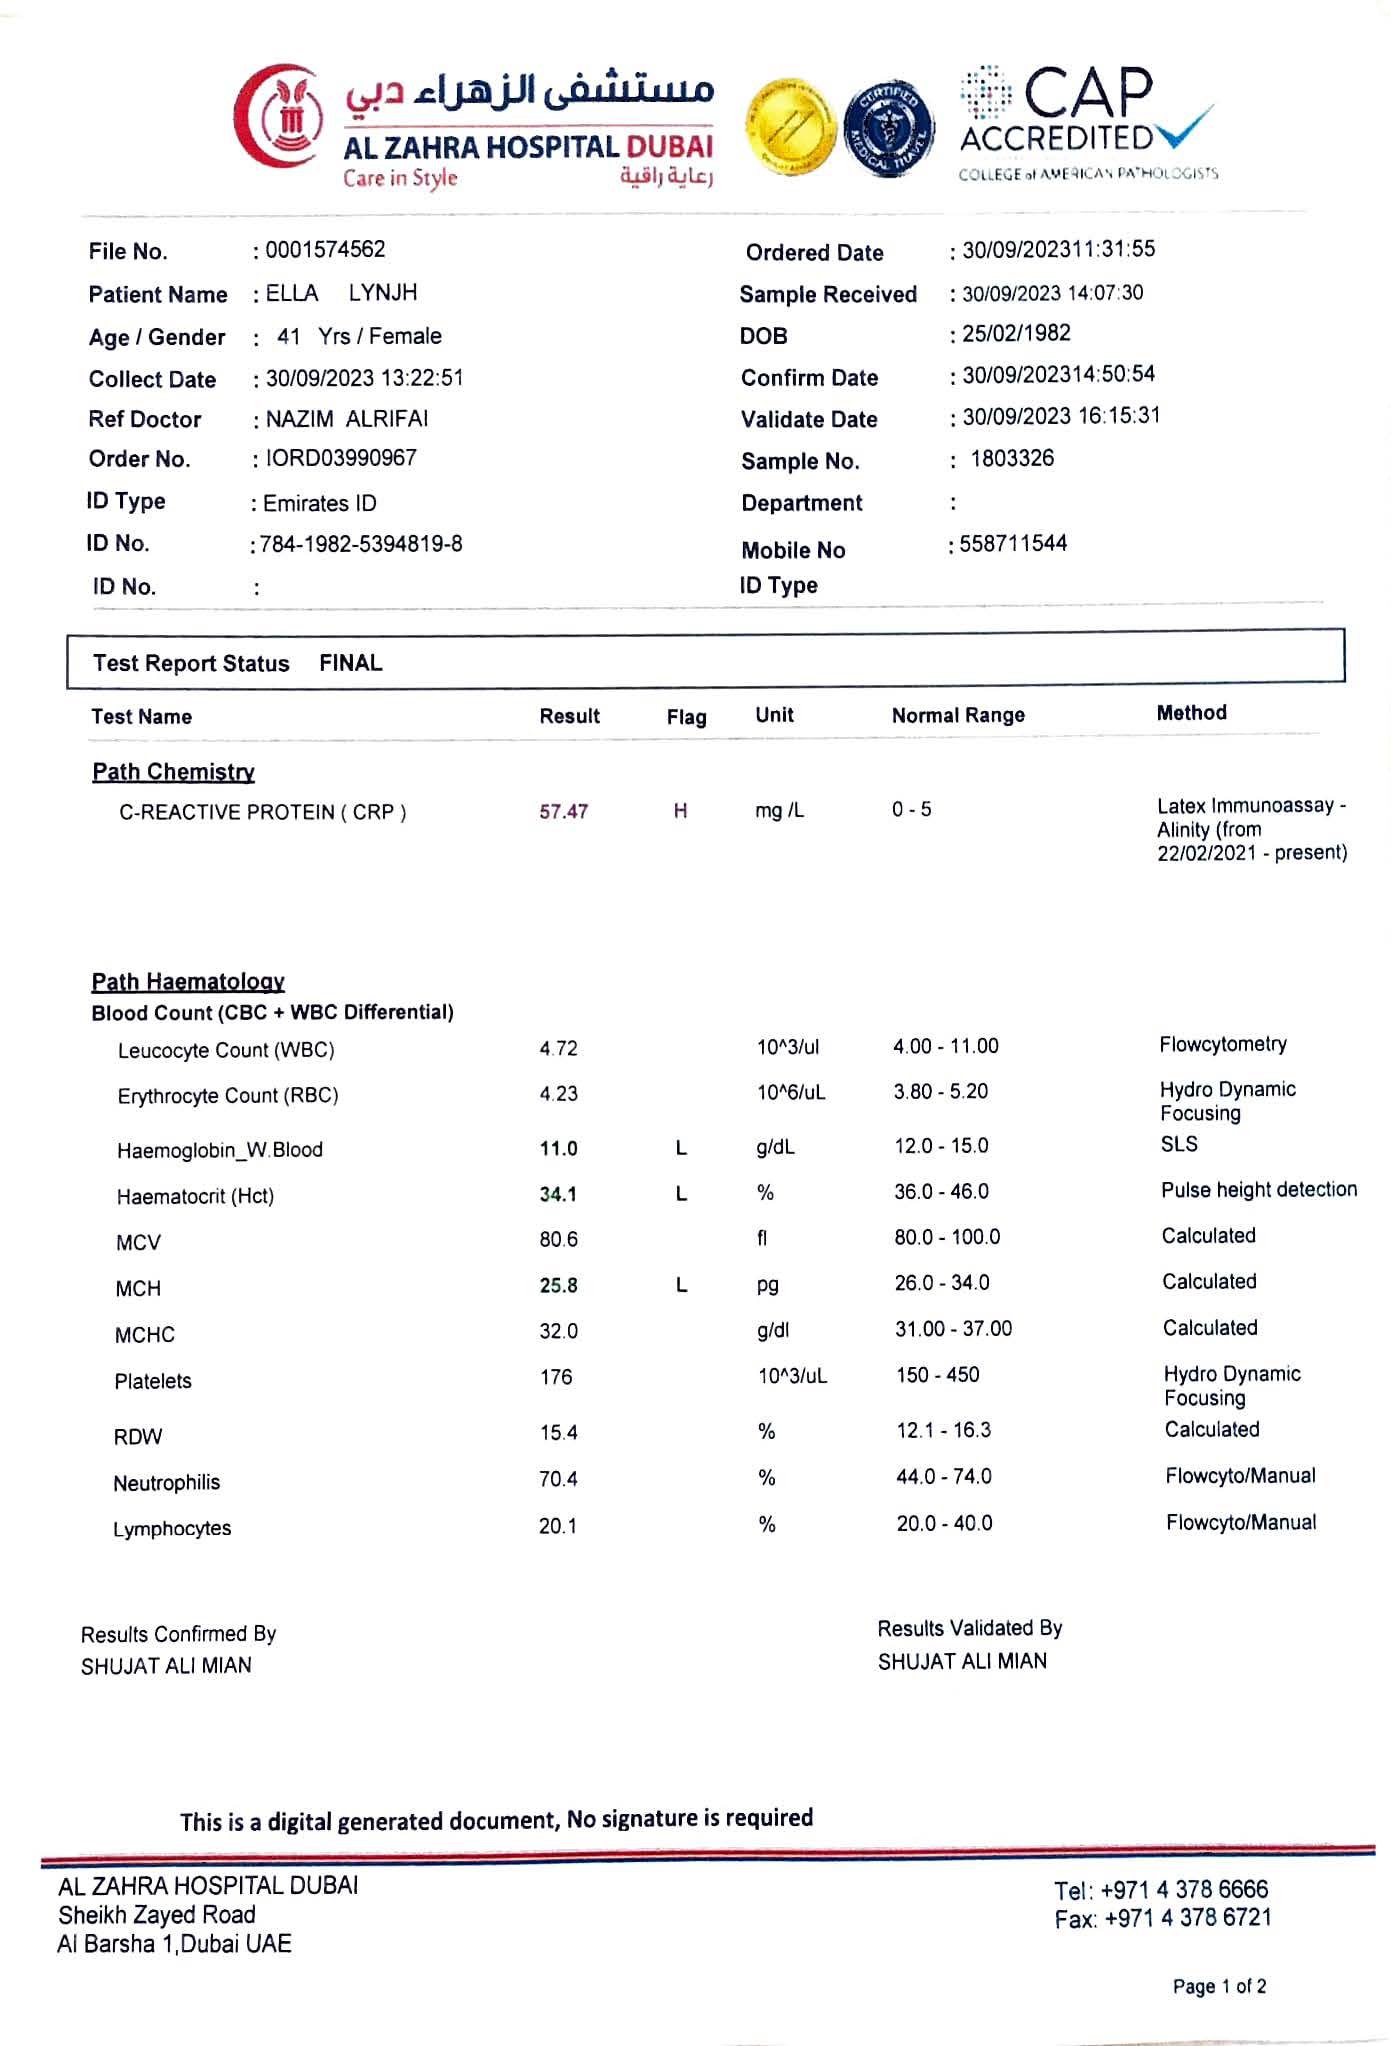 مستشفى الزهراء دبي
AL ZAHRA HOSPITAL DUBAI
Care in Style رعاية راقية
CERTIFIED
MEDICAL TRAVEL
CAP
ACCREDITED
COLLEGE of AMERICAN PATHOLOGISTS
File No. : 0001574562 Ordered Date : 30/09/202311:31:55
Patient Name : ELLA LYNJH Sample Received : 30/09/2023 14:07:30
Age / Gender : 41 Yrs / Female DOB : 25/02/1982
Collect Date : 30/09/2023 13:22:51 Confirm Date : 30/09/202314:50:54
Ref Doctor : NAZIM ALRIFAI Validate Date : 30/09/2023 16:15:31
Order No. : IORD03990967 Sample No. : 1803326
ID Type : Emirates ID Department :
ID No. : 784-1982-5394819-8 Mobile No : 558711544
ID No. : ID Type
Test Report Status FINAL
Test Name Result Flag Unit Normal Range Method
Path Chemistry
C-REACTIVE PROTEIN ( CRP ) 57.47 H mg /L 0 - 5 Latex Immunoassay -
Alinity (from
22/02/2021 - present)
Path Haematology
Blood Count (CBC + WBC Differential)
Leucocyte Count (WBC) 4.72 10^3/ul 4.00 - 11.00 Flowcytometry
Erythrocyte Count (RBC) 4.23 10^6/uL 3.80 - 5.20 Hydro Dynamic
Focusing
Haemoglobin_W.Blood 11.0 L g/dL 12.0 - 15.0 SLS
Haematocrit (Hct) 34.1 L % 36.0 - 46.0 Pulse height detection
MCV 80.6 fl 80.0 - 100.0 Calculated
MCH 25.8 L pg 26.0 - 34.0 Calculated
MCHC 32.0 g/dl 31.00 - 37.00 Calculated
Platelets 176 10^3/uL 150 - 450 Hydro Dynamic
Focusing
RDW 15.4 % 12.1 - 16.3 Calculated
Neutrophilis 70.4 % 44.0 - 74.0 Flowcyto/Manual
Lymphocytes 20.1 % 20.0 - 40.0 Flowcyto/Manual
Results Confirmed By Results Validated By
SHUJAT ALI MIAN SHUJAT ALI MIAN
This is a digital generated document, No signature is required
AL ZAHRA HOSPITAL DUBAI Tel: +971 4 378 6666
Sheikh Zayed Road Fax: +971 4 378 6721
Al Barsha 1,Dubai UAE
Page 1 of 2